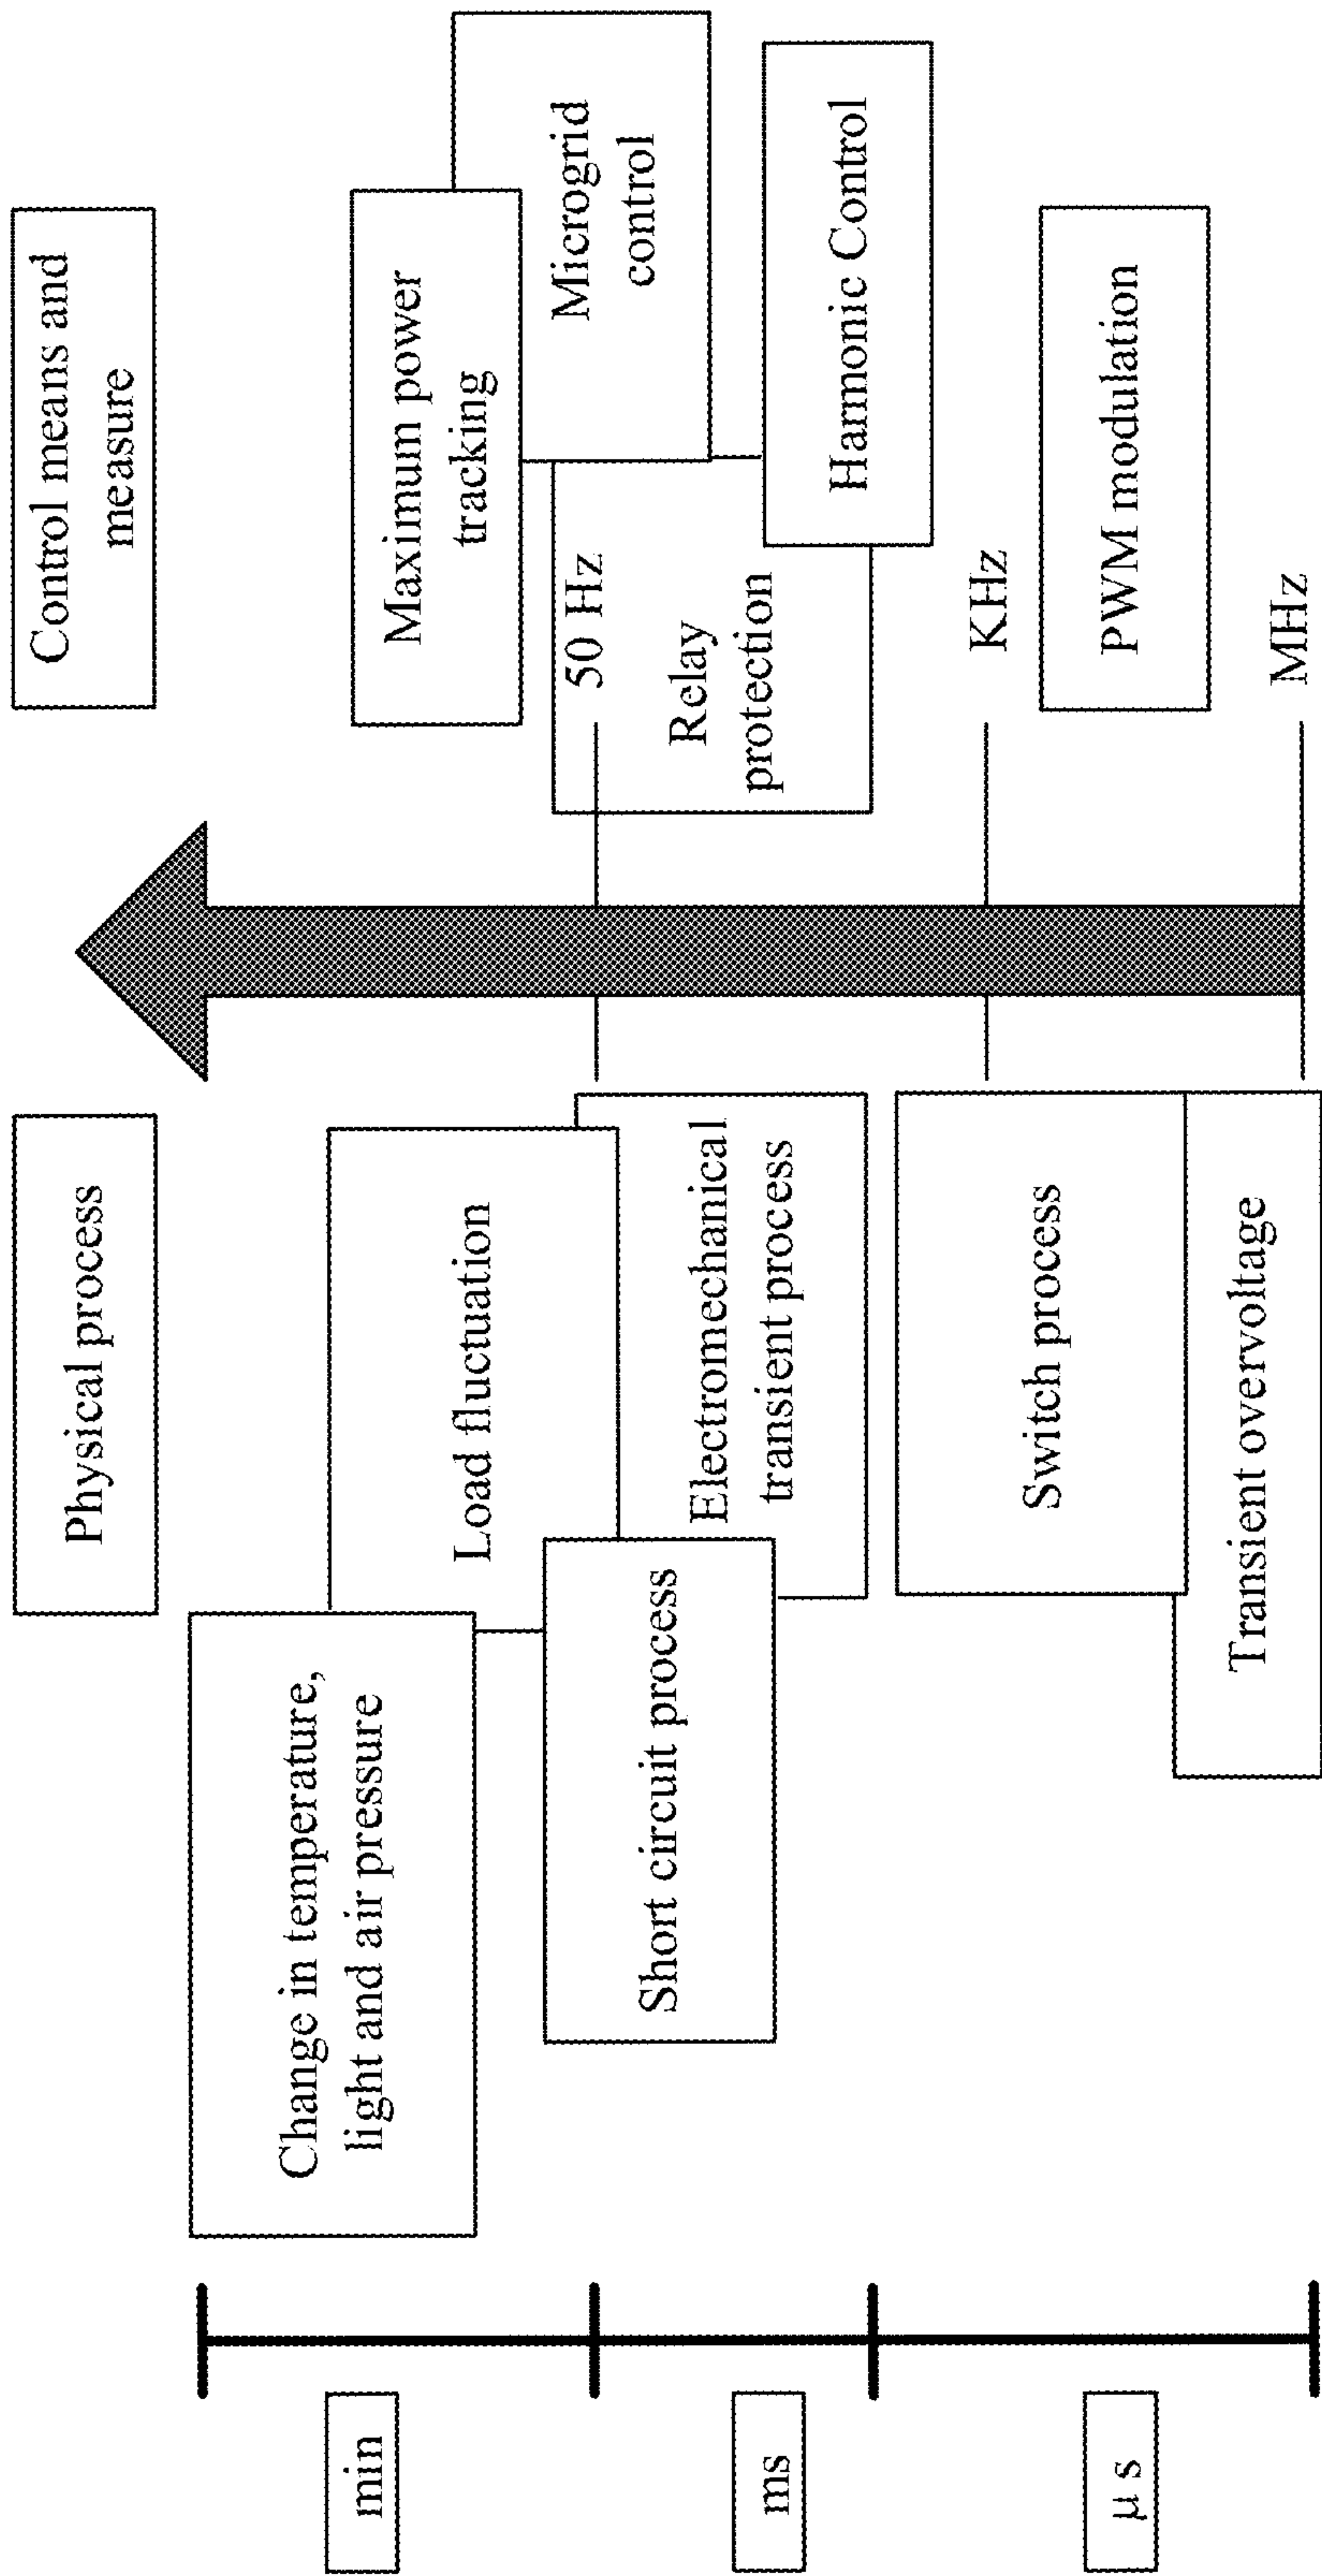 Physical process
Control means and
measure
min
Change in temperature,
light and air pressure
Load fluctuation
Maximum power
tracking
Microgrid
control
50 Hz
ms
Short circuit process
Electromechanical
transient process
Relay
protection
Harmonic Control
KHz
μ s
Switch process
PWM modulation
Transient overvoltage
MHz